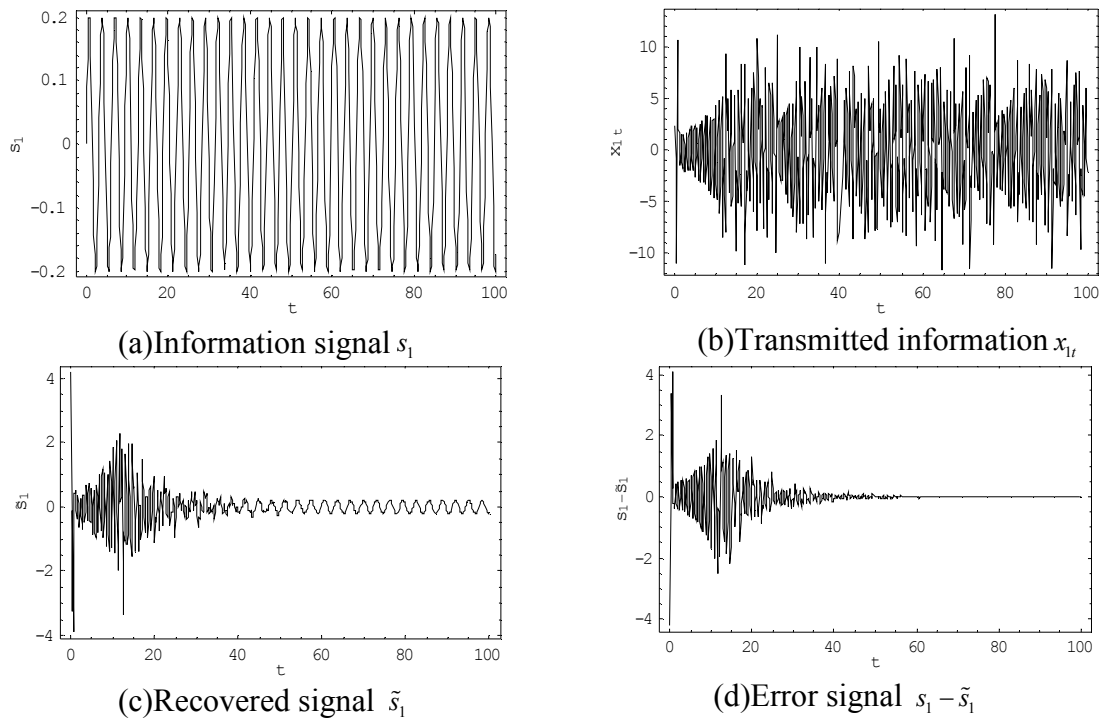 0.2
0.1
0
-0.1
-0.2
s₁
0 20 40 60 80 100
t
(a)Information signal s₁
10
5
0
-5
-10
x₁ t
0 20 40 60 80 100
t
(b)Transmitted information x₁ₜ
4
2
0
-2
-4
s̃₁
0 20 40 60 80 100
t
(c)Recovered signal s̃₁
4
2
0
-2
-4
s₁-s̃₁
0 20 40 60 80 100
t
(d)Error signal s₁ − s̃₁